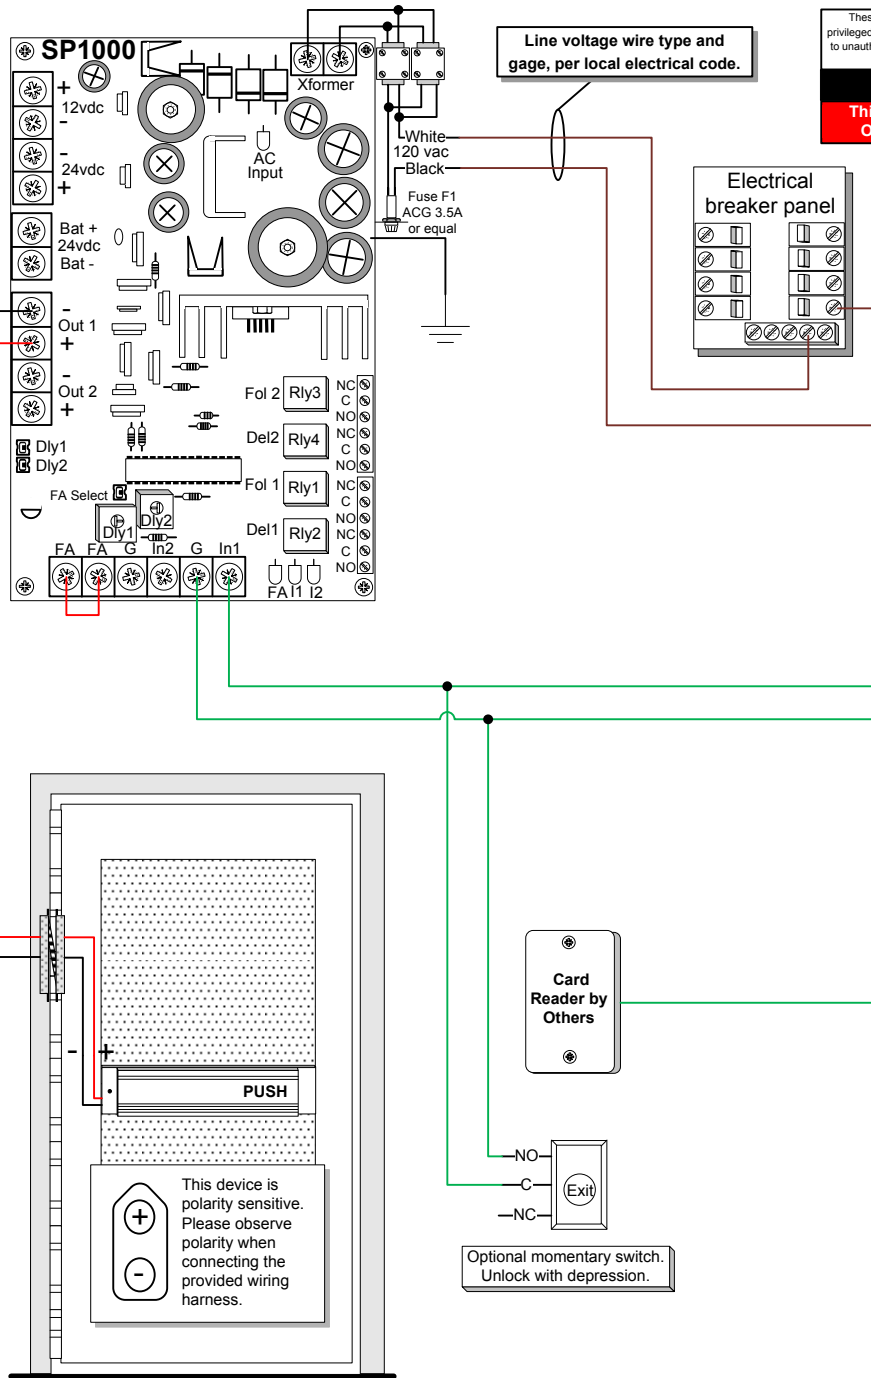 SP1000
+
12vdc
-
-
24vdc
+
Bat +
24vdc
Bat -
-
Out 1
+
-
Out 2
+
Dly1
Dly2
FA Select
Dly1
Dly2
FA
FA
G
In2
G
In1
FA
I1
I2
Xformer
AC
Input
Fol 2
Rly3
Del2
Rly4
Fol 1
Rly1
Del1
Rly2
NC
C
NO
NC
C
NO
NC
C
NO
NC
C
NO
White
120 vac
Black
Fuse F1
ACG 3.5A
or equal
Line voltage wire type and
gage, per local electrical code.
Thes
privileged
to unauth
Thi
O
Electrical
breaker panel
Card
Reader by
Others
NO
C
NC
Exit
Optional momentary switch.
Unlock with depression.
- +
PUSH
+
-
This device is
polarity sensitive.
Please observe
polarity when
connecting the
provided wiring
harness.